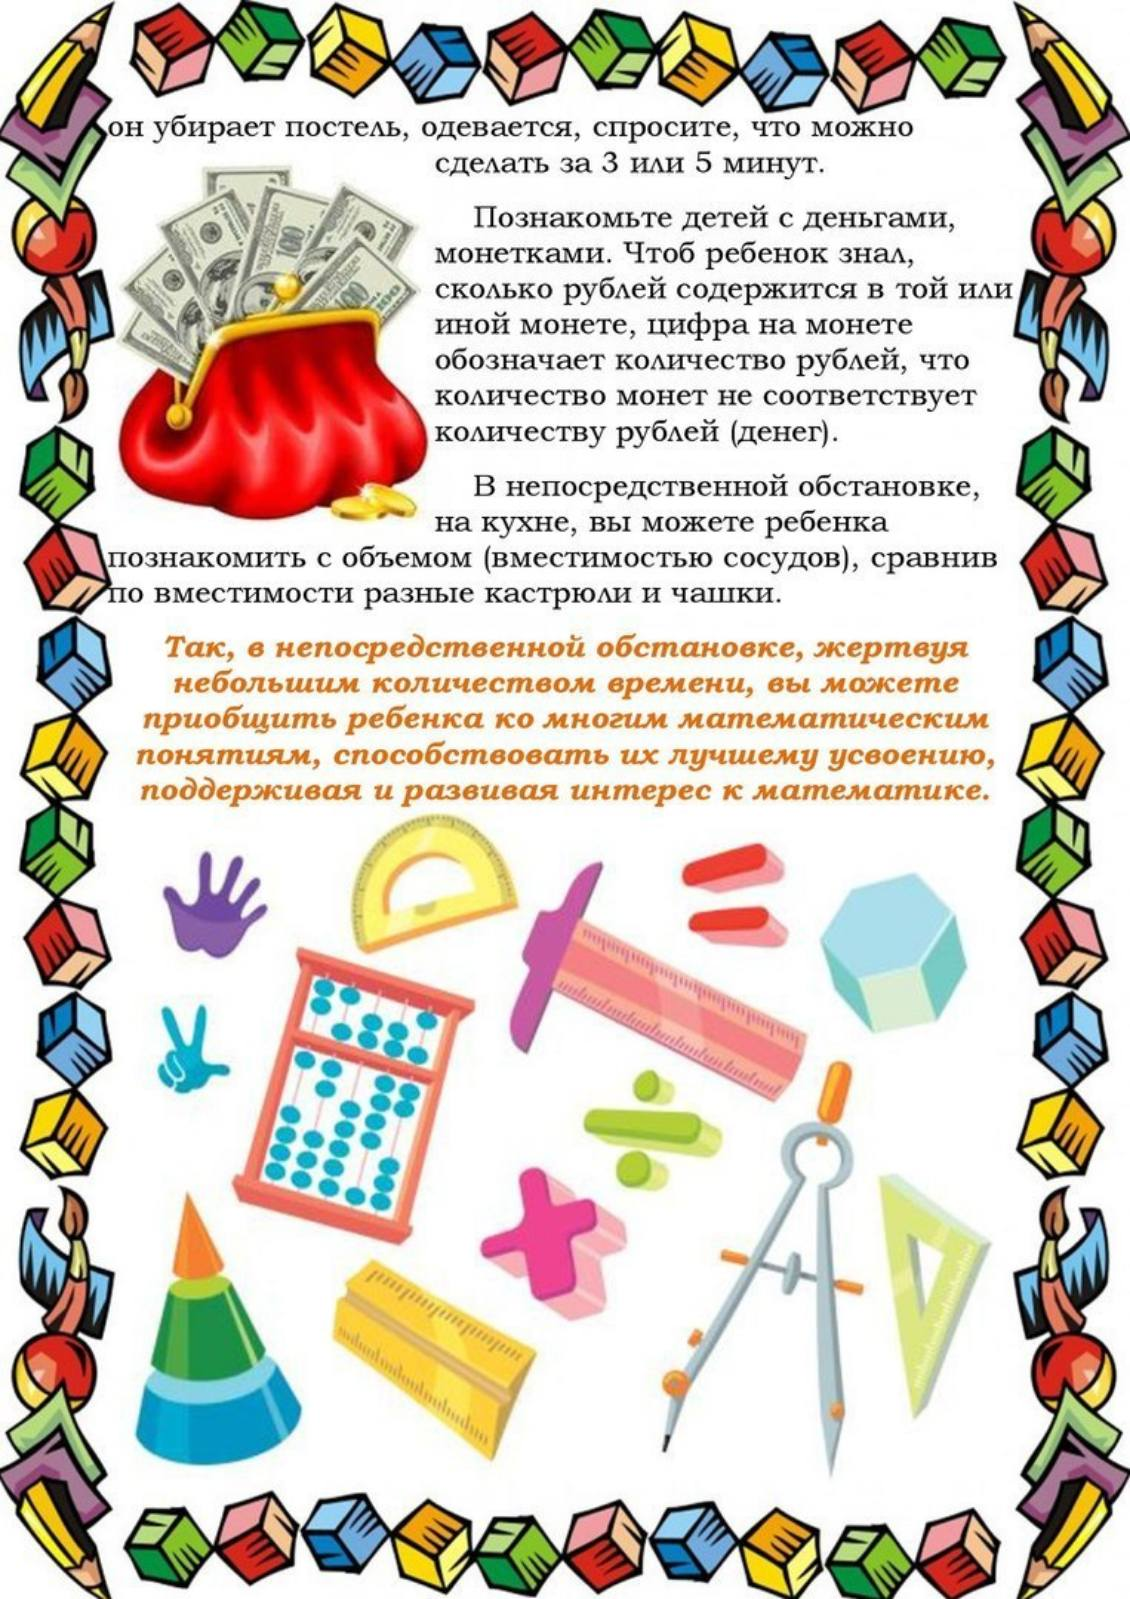 он убирает постель, одевается, спросите, что можно
сделать за 3 или 5 минут.
Познакомьте детей с деньгами,
монетками. Чтоб ребенок знал,
сколько рублей содержится в той или
иной монете, цифра на монете
обозначает количество рублей, что
количество монет не соответствует
количеству рублей (денег).
В непосредственной обстановке,
на кухне, вы можете ребенка
познакомить с объемом (вместимостью сосудов), сравнив
по вместимости разные кастрюли и чашки.
Так, в непосредственной обстановке, жертвуя
небольшим количеством времени, вы можете
приобщить ребенка ко многим математическим
понятиям, способствовать их лучшему усвоению,
поддерживая и развивая интерес к математике.